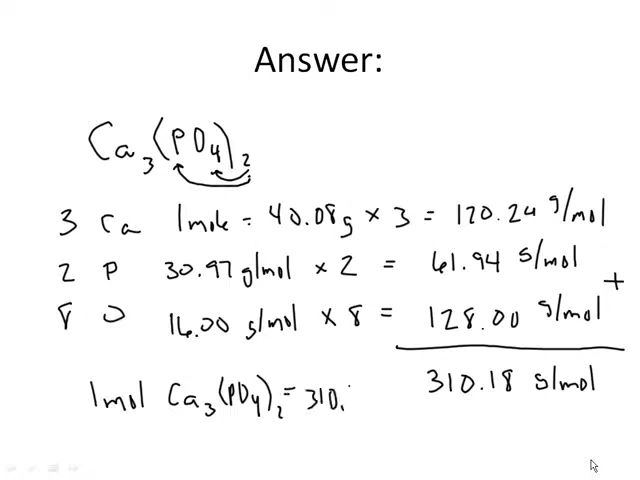 Answer:
Ca₃(PO₄)₂
3 Ca 1mole = 40.08g × 3 = 120.24 g/mol
2 P 30.97 g/mol × 2 = 61.94 g/mol
8 O 16.00 g/mol × 8 = 128.00 g/mol +
310.18 g/mol
1mol Ca₃(PO₄)₂ = 310.